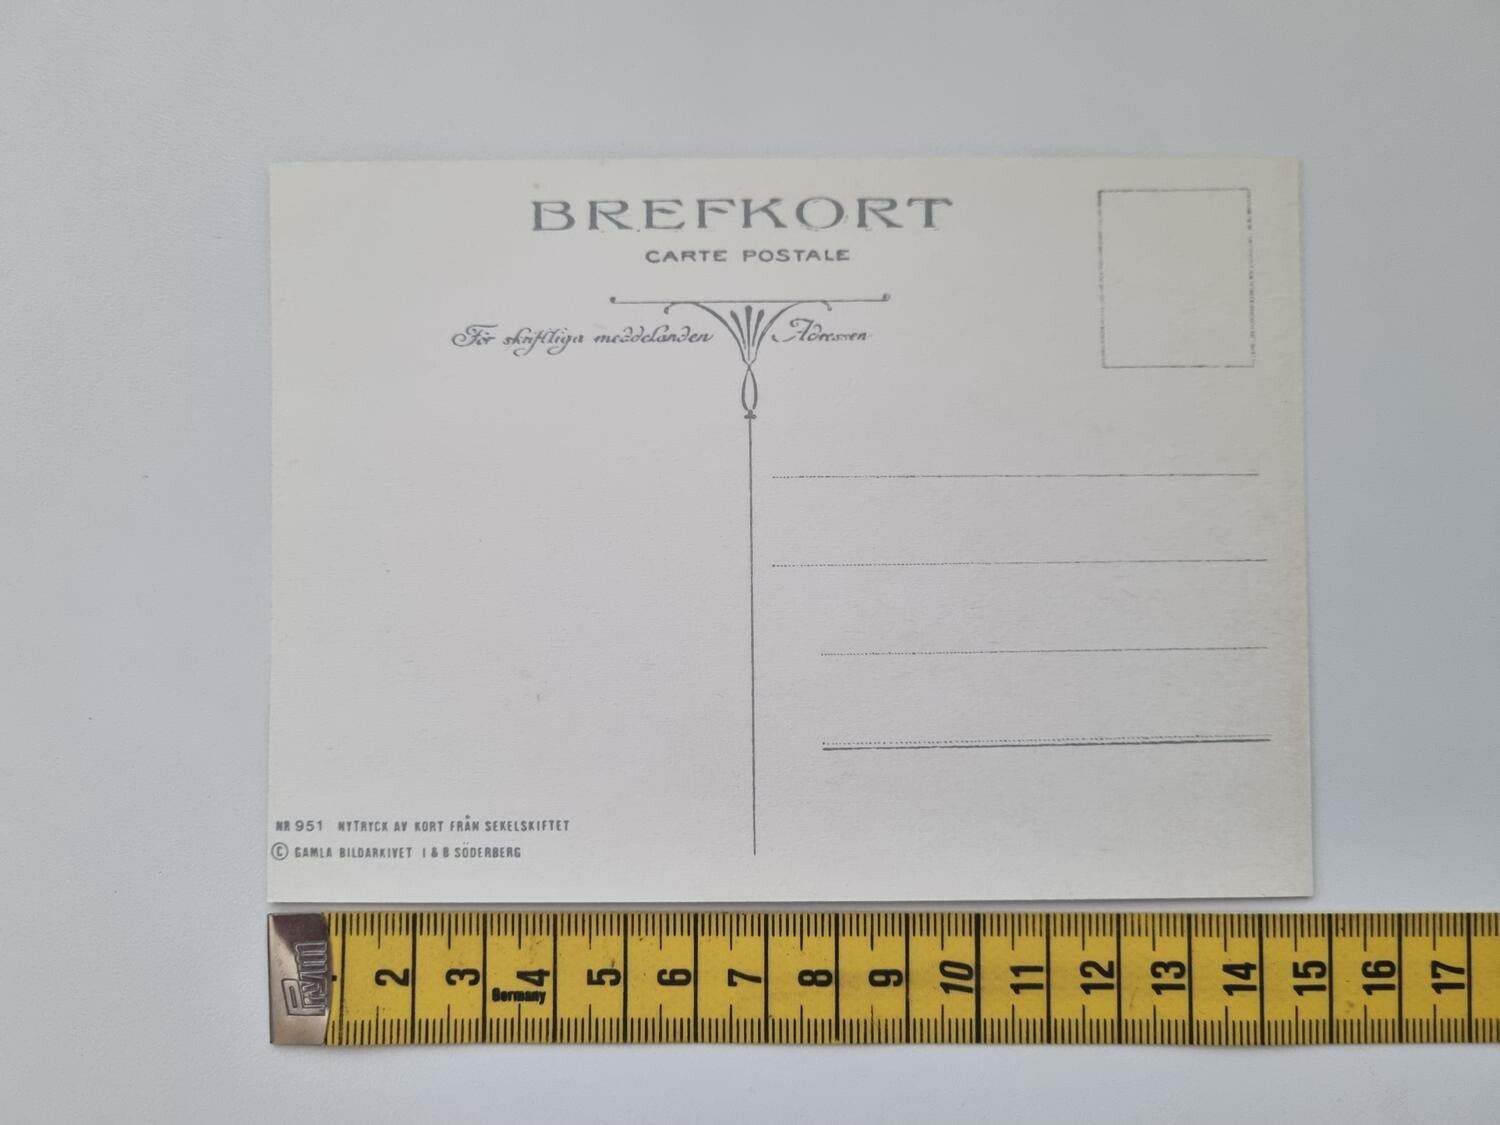 BREFKORT
CARTE POSTALE
För skriftliga meddelanden Adressen
NR 951 NYTRYCK AV KORT FRÅN SEKELSKIFTET
© GAMLA BILDARKIVET I & B SÖDERBERG
Prym
2 3 4 5 6 7 8 9 10 11 12 13 14 15 16 17
Germany